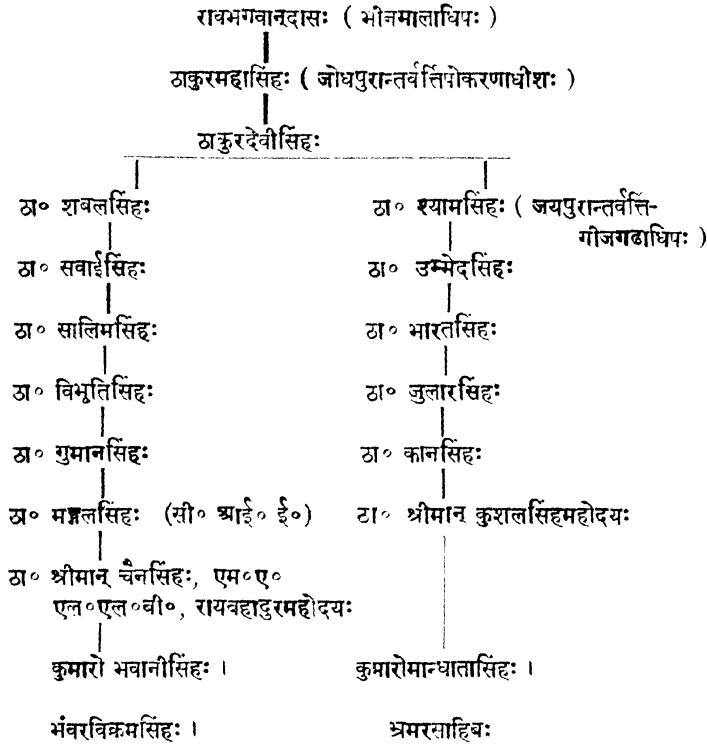 रावभगवान्दासः ( भीनमालाधिपः )
ठाकुरमहासिंहः ( जोधपुरान्तर्वर्त्तिपोकरणाधीशः )
ठाकुरदेवीसिंहः
ठा० शबलसिंहः
ठा० श्यामसिंहः ( जयपुरान्तर्वर्त्ति-
गीजगढाधिपः )
ठा० सवाईसिंहः
ठा० उम्मेदसिंहः
ठा० सालिमसिंहः
ठा० भारतसिंहः
ठा० विभूतिसिंहः
ठा० जुलारसिंहः
ठा० गुमानसिंहः
ठा० कानसिंहः
ठा० मङ्गलसिंहः (सी० आई० ई०)
टा० श्रीमान् कुशलसिंहमहोदयः
ठा० श्रीमान् चैनसिंहः, एम०ए०
एल०एल०बी०, रायबहादुरमहोदयः
कुमारो भवानीसिंहः ।
कुमारोमान्धातासिंहः ।
भंवरविक्रमसिंहः ।
भ्रमरसाहिबः